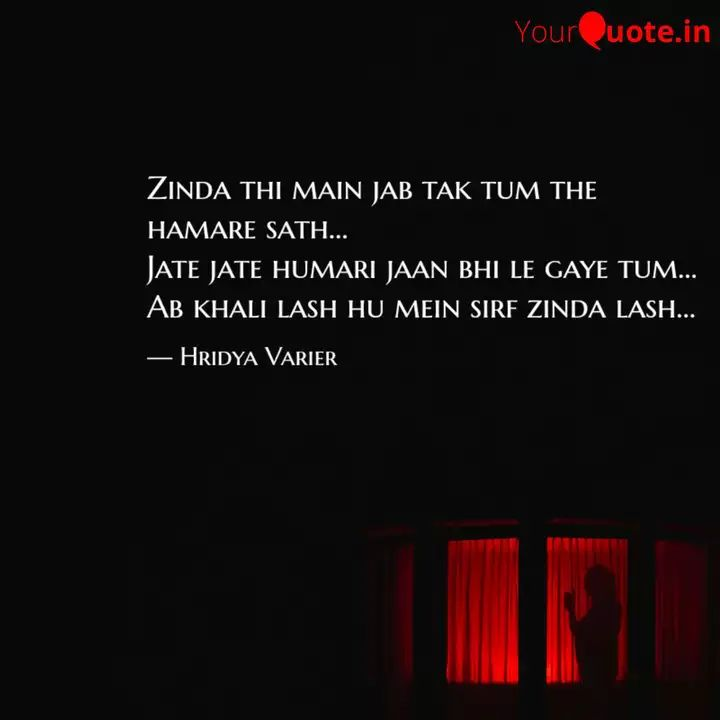 YourQuote.in
Zinda thi main jab tak tum the
hamare sath...
Jate jate humari jaan bhi le gaye tum...
Ab khali lash hu mein sirf zinda lash...
— Hridya Varier